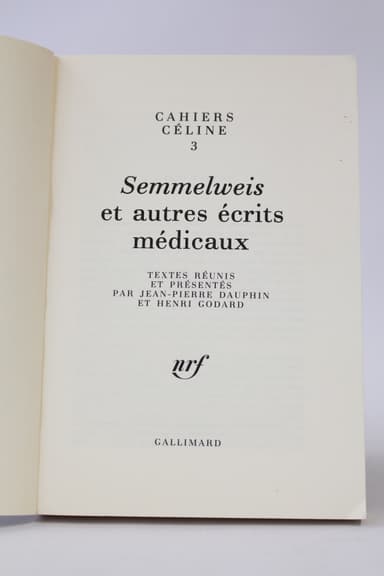 CAHIERS
CÉLINE
3
Semmelweis
et autres écrits
médicaux
TEXTES RÉUNIS
ET PRÉSENTÉS
PAR JEAN-PIERRE DAUPHIN
ET HENRI GODARD
nrf
GALLIMARD